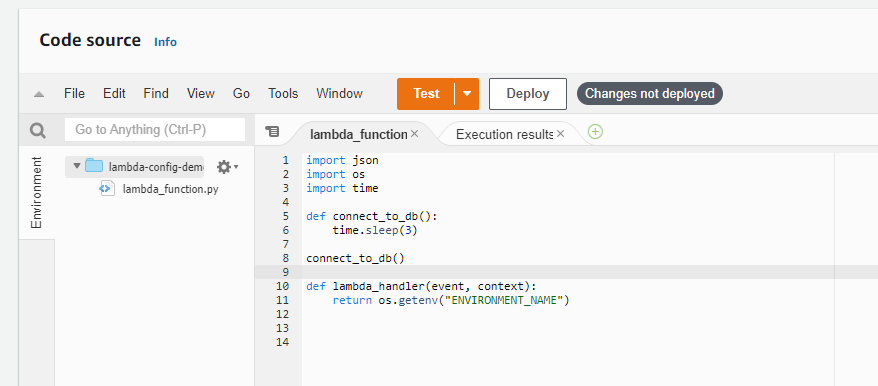 Code source Info
File Edit Find View Go Tools Window Test Deploy Changes not deployed
Go to Anything (Ctrl-P)
lambda_function Execution results
Environment
lambda-config-dem
lambda_function.py
1 import json
2 import os
3 import time
4
5 def connect_to_db():
6 time.sleep(3)
7
8 connect_to_db()
9
10 def lambda_handler(event, context):
11 return os.getenv("ENVIRONMENT_NAME")
12
13
14